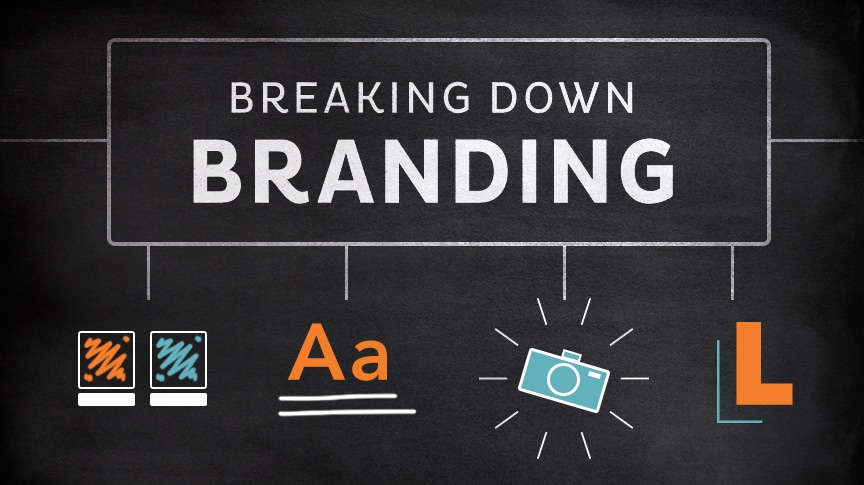 BREAKING DOWN
BRANDING
Aa
L